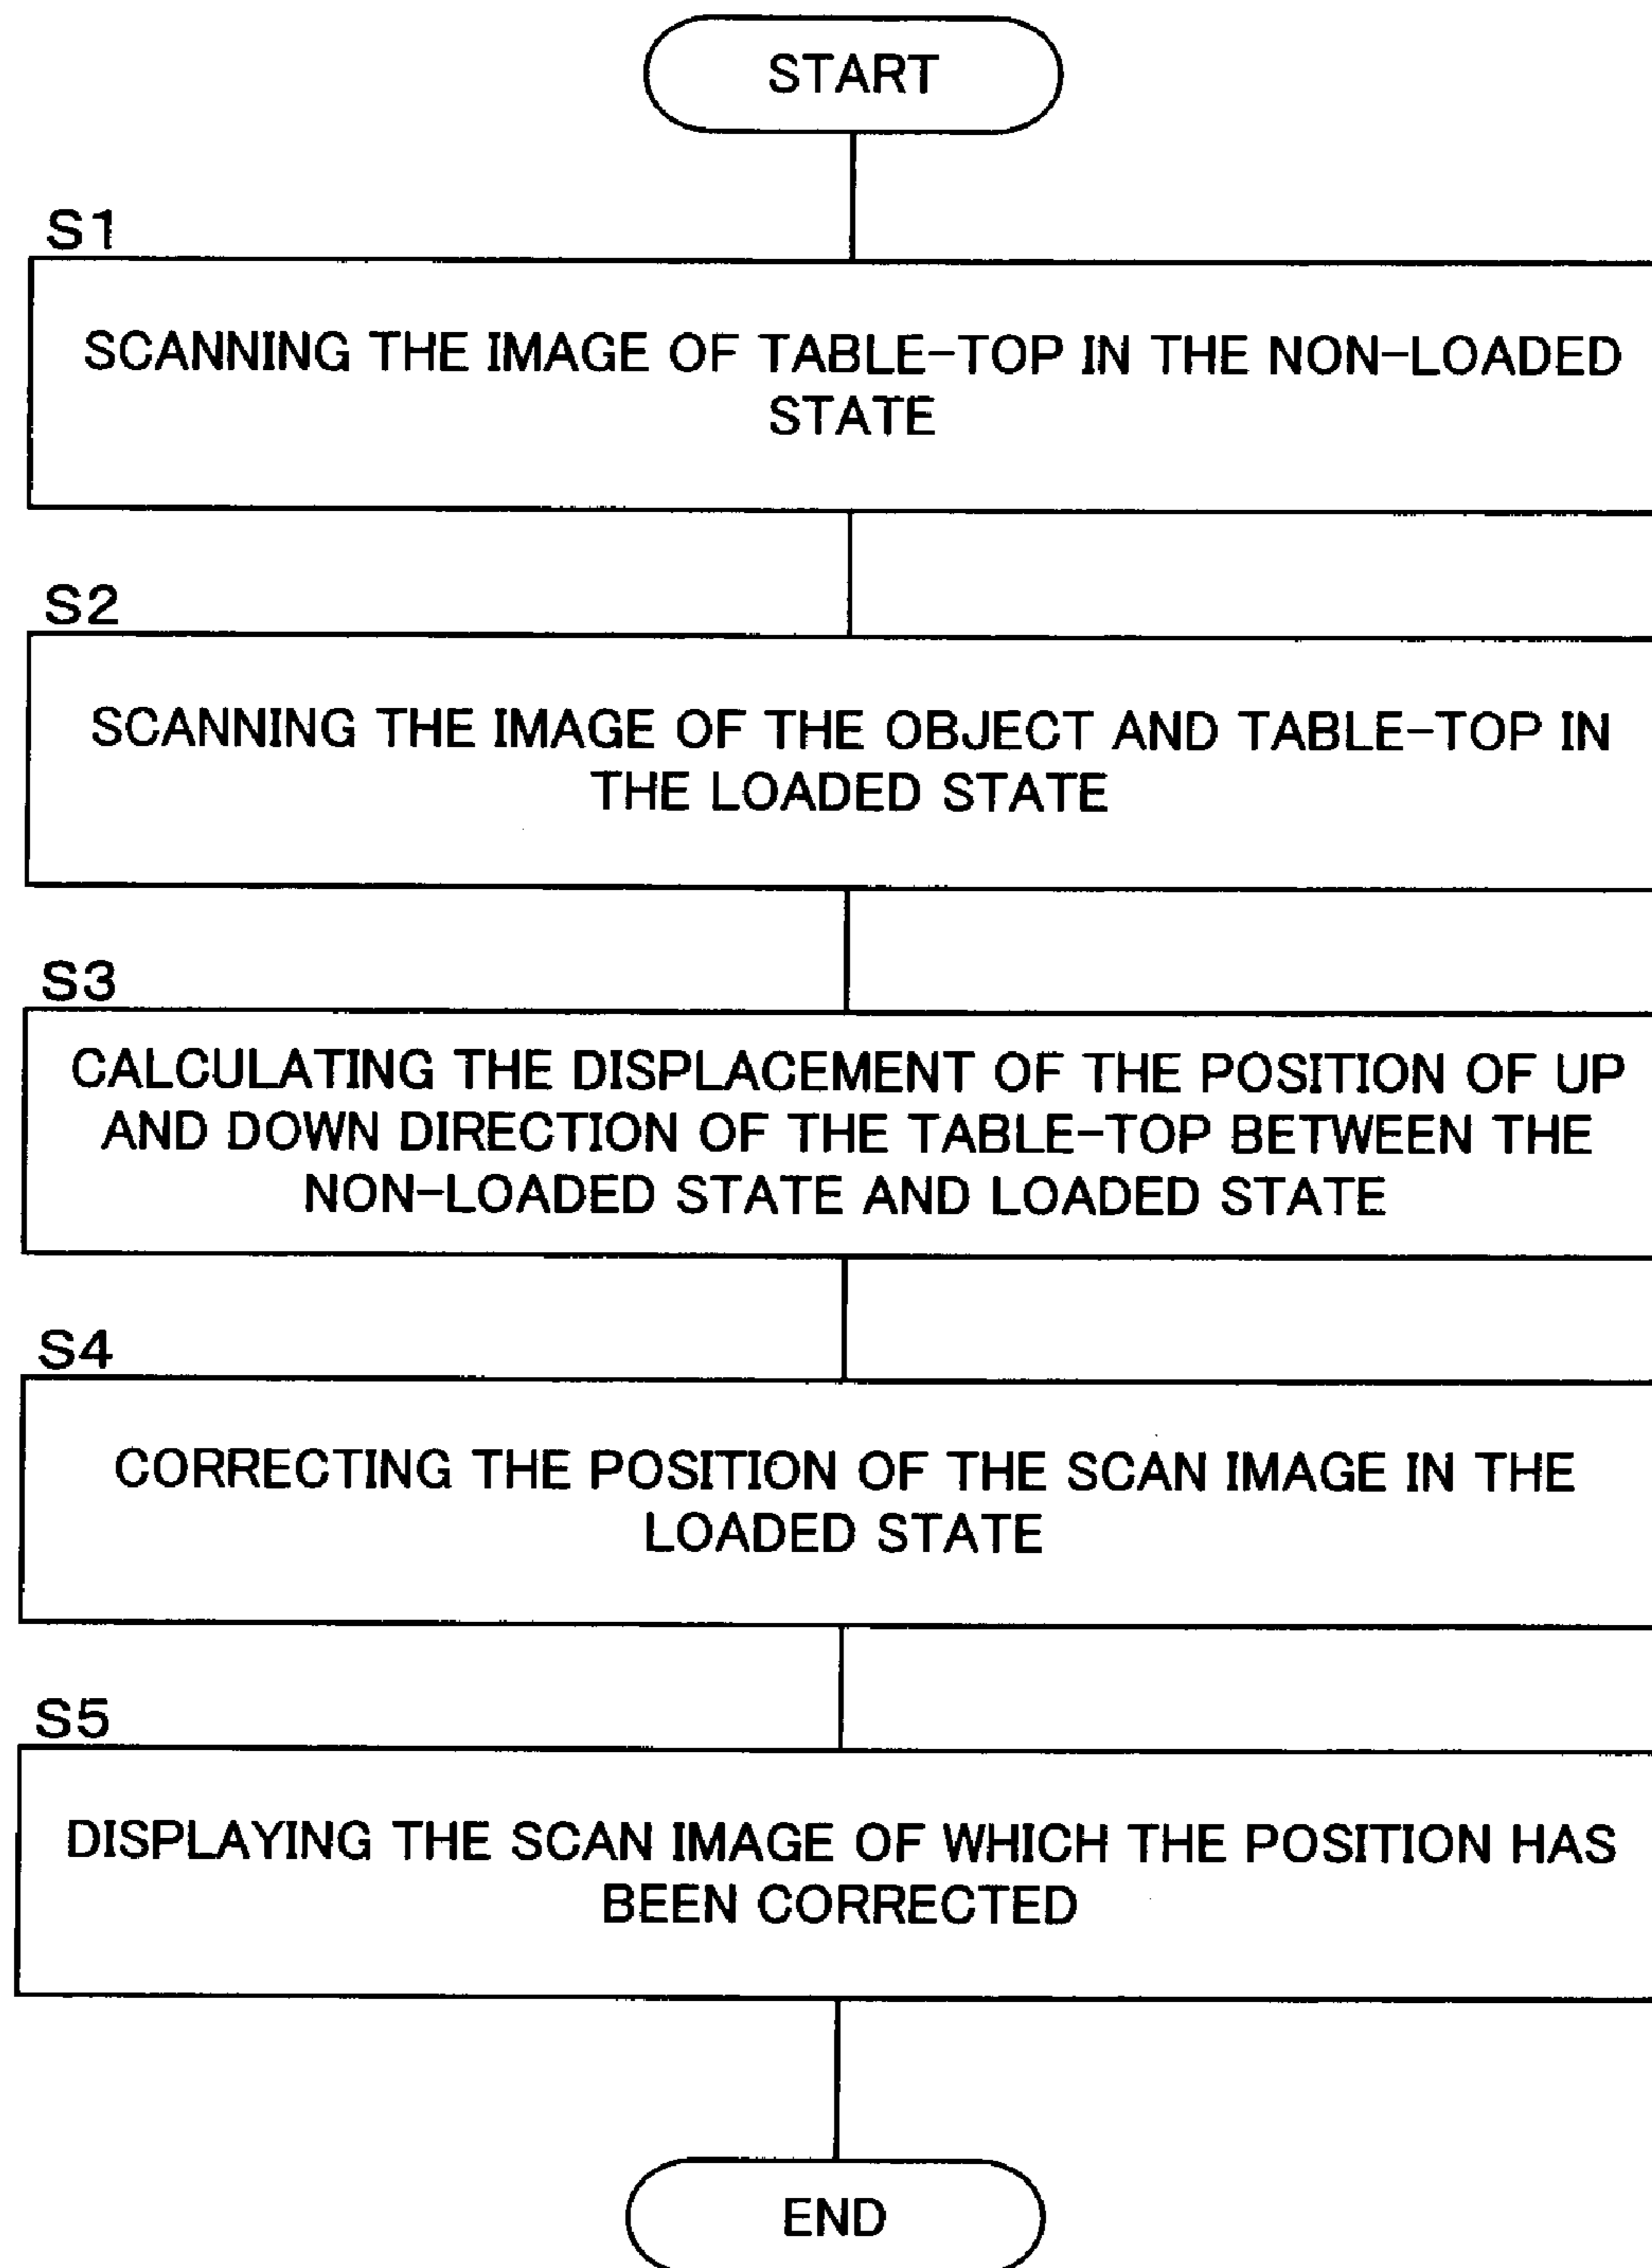 START
S1
SCANNING THE IMAGE OF TABLE-TOP IN THE NON-LOADED
STATE
S2
SCANNING THE IMAGE OF THE OBJECT AND TABLE-TOP IN
THE LOADED STATE
S3
CALCULATING THE DISPLACEMENT OF THE POSITION OF UP
AND DOWN DIRECTION OF THE TABLE-TOP BETWEEN THE
NON-LOADED STATE AND LOADED STATE
S4
CORRECTING THE POSITION OF THE SCAN IMAGE IN THE
LOADED STATE
S5
DISPLAYING THE SCAN IMAGE OF WHICH THE POSITION HAS
BEEN CORRECTED
END